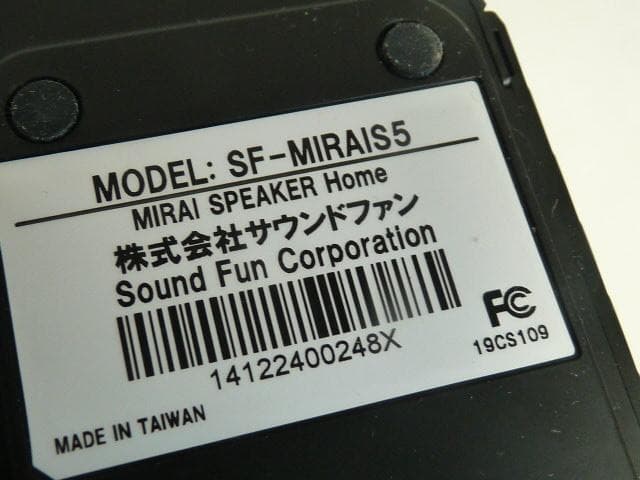 MODEL: SF-MIRAIS5
MIRAI SPEAKER Home
株式会社サウンドファン
Sound Fun Corporation
14122400248X
FC
19CS109
MADE IN TAIWAN